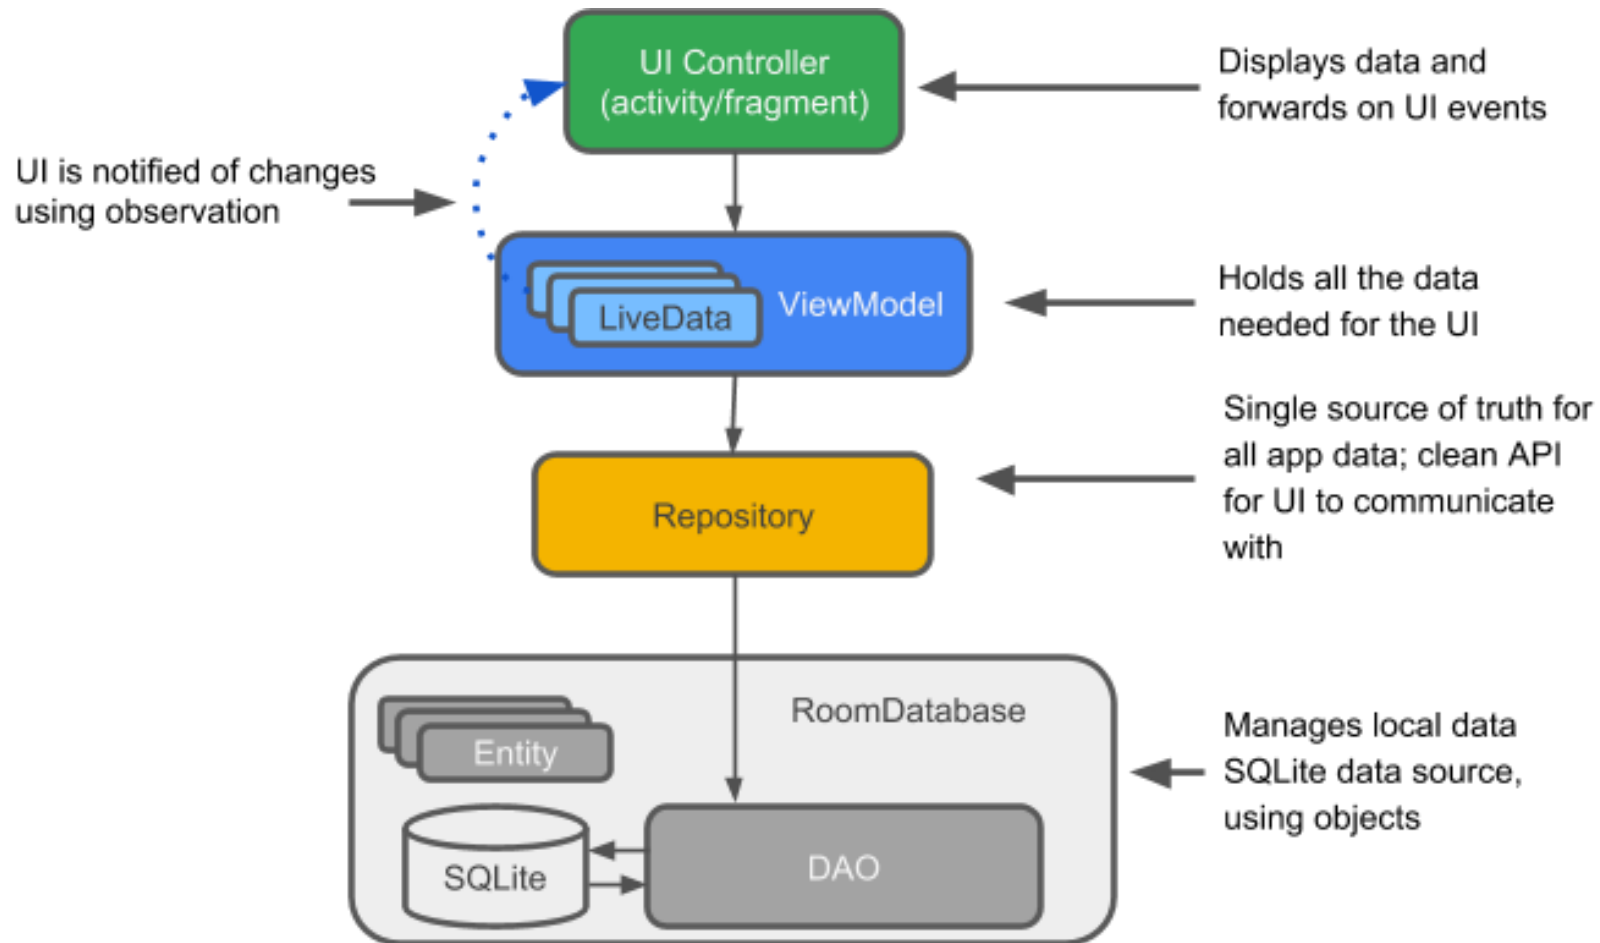 UI Controller
(activity/fragment)
Displays data and
forwards on UI events
UI is notified of changes
using observation
LiveData
ViewModel
Holds all the data
needed for the UI
Repository
Single source of truth for
all app data; clean API
for UI to communicate
with
RoomDatabase
Entity
SQLite
DAO
Manages local data
SQLite data source,
using objects